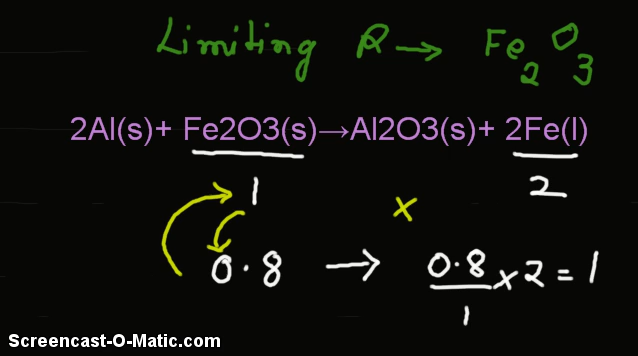 Limiting R → Fe2O3
2Al(s)+ Fe2O3(s)→Al2O3(s)+ 2Fe(l)
1 2
x
0.8 → 0.8/1 x 2 = 1
Screencast-O-Matic.com